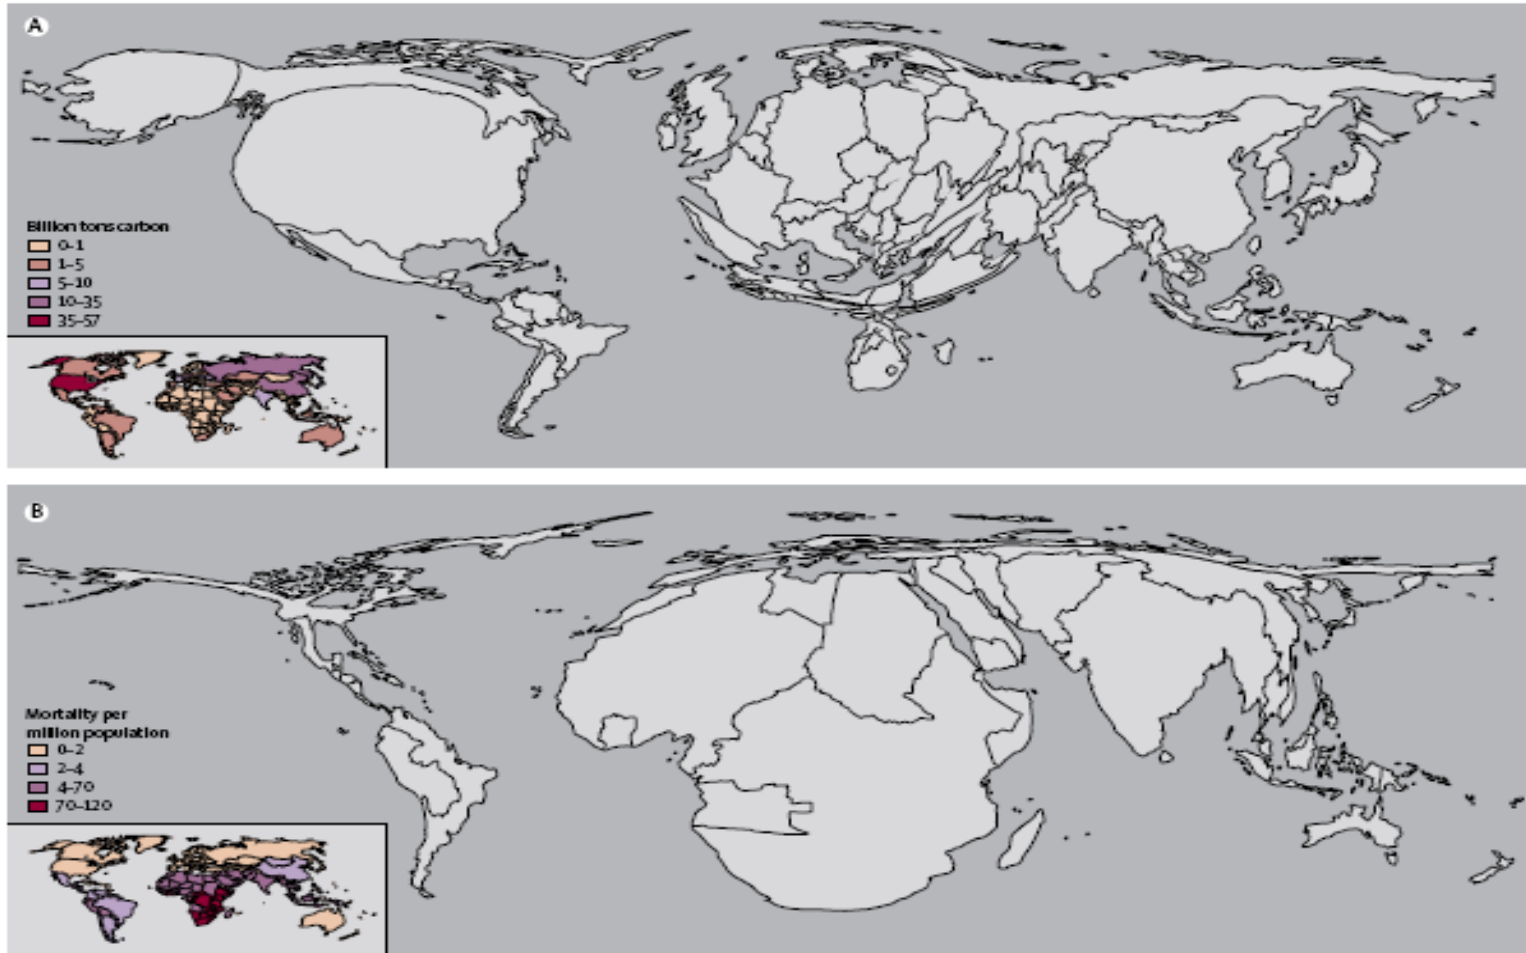 A
Billion tons carbon
0–1
1–5
5–10
10–35
35–57
B
Mortality per
million population
0–2
2–4
4–70
70–120